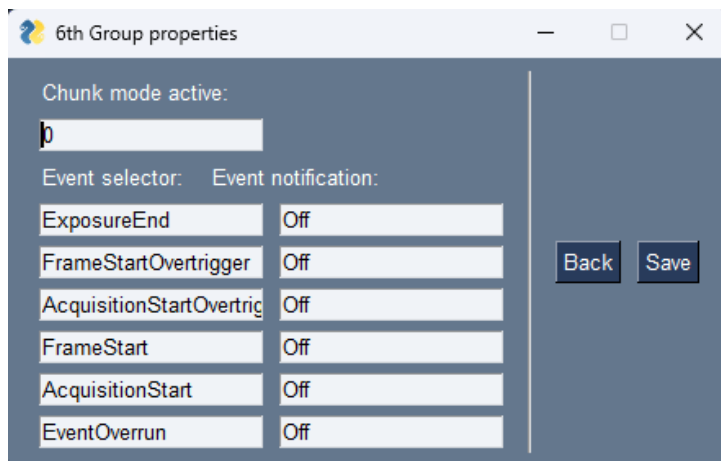 6th Group properties
Chunk mode active:
0
Event selector: Event notification:
ExposureEnd Off
FrameStartOvertrigger Off
AcquisitionStartOvertrig Off
FrameStart Off
AcquisitionStart Off
EventOverrun Off
Back Save